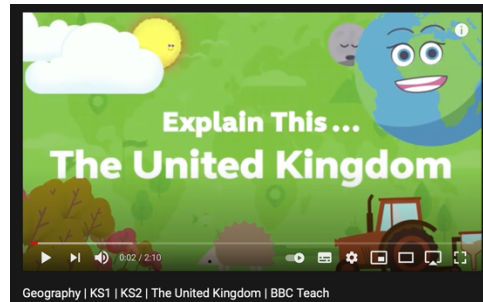 Explain This...
The United Kingdom
0:02 / 2:10
Geography | KS1 | KS2 | The United Kingdom | BBC Teach